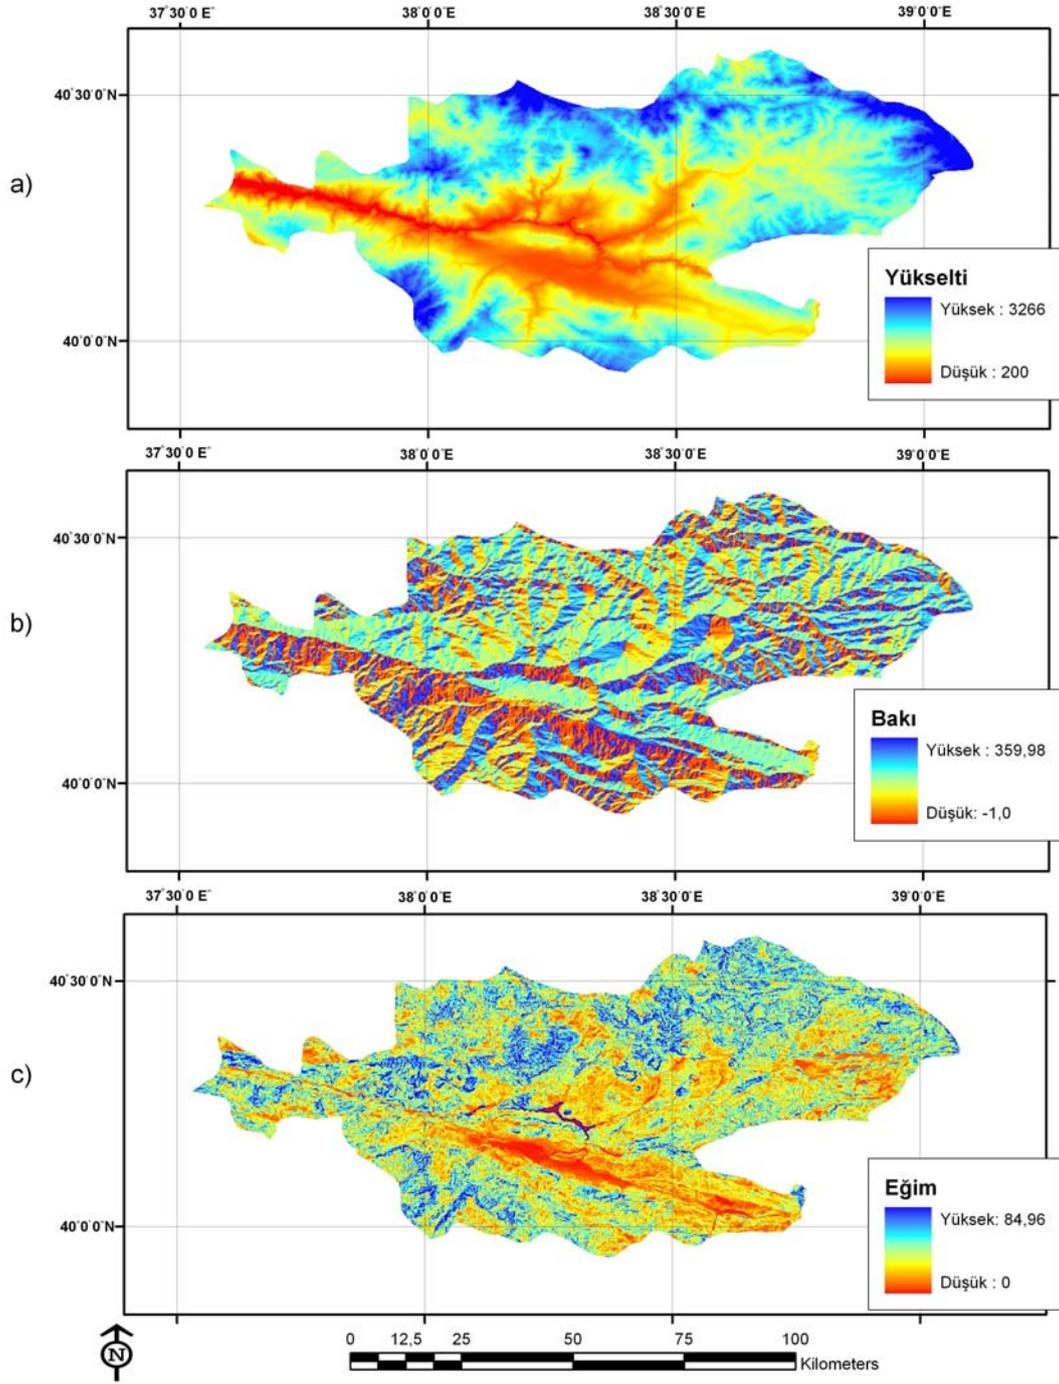 37°30'0 E" 38°0'0"E 38°30'0"E 39°0'0"E
40°30'0"N
a)
Yükselti
Yüksek : 3266
Düşük : 200
40°0'0"N
37°30'0 E" 38°0'0"E 38°30'0"E 39°0'0"E
40°30'0"N
b)
Bakı
Yüksek : 359,98
Düşük: -1,0
40°0'0"N
37°30'0 E" 38°0'0"E 38°30'0"E 39°0'0"E
40°30'0"N
c)
Eğim
Yüksek: 84,96
Düşük : 0
40°0'0"N
N
0 12,5 25 50 75 100
Kilometers